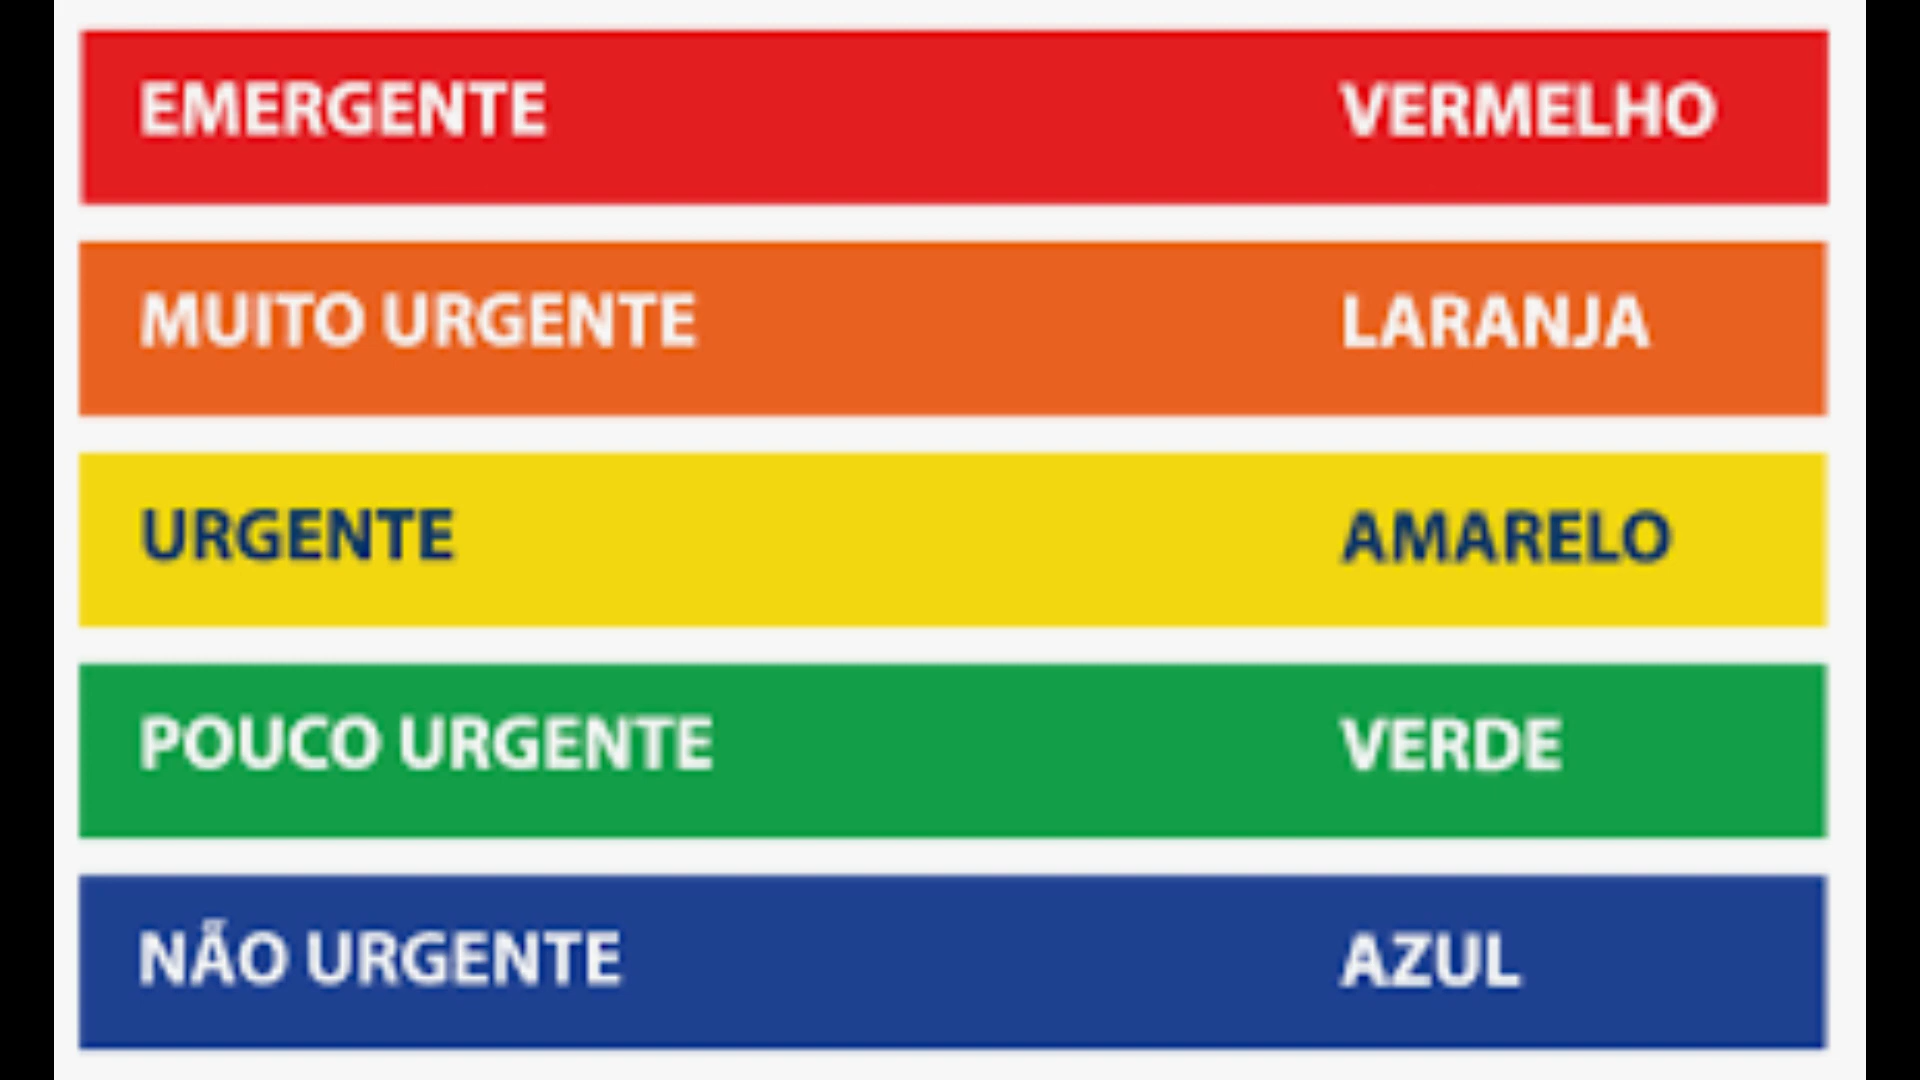 EMERGENTE VERMELHO
MUITO URGENTE LARANJA
URGENTE AMARELO
POUCO URGENTE VERDE
NÃO URGENTE AZUL